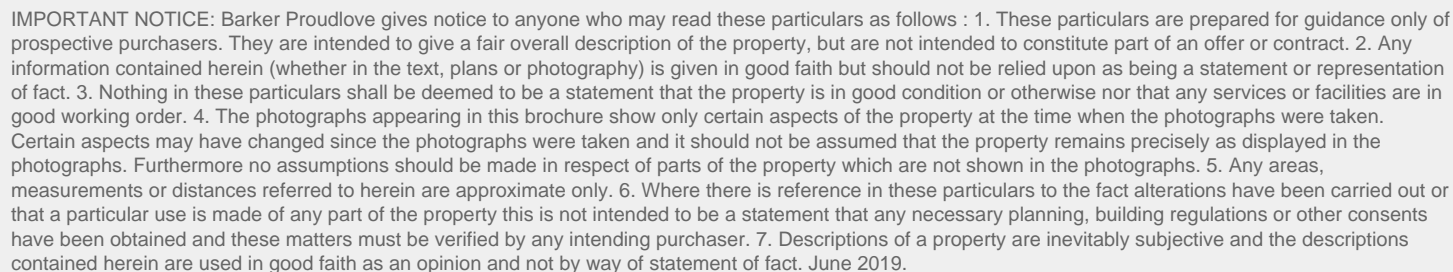 IMPORTANT NOTICE: Barker Proudlove gives notice to anyone who may read these particulars as follows : 1. These particulars are prepared for guidance only of
prospective purchasers. They are intended to give a fair overall description of the property, but are not intended to constitute part of an offer or contract. 2. Any
information contained herein (whether in the text, plans or photography) is given in good faith but should not be relied upon as being a statement or representation
of fact. 3. Nothing in these particulars shall be deemed to be a statement that the property is in good condition or otherwise nor that any services or facilities are in
good working order. 4. The photographs appearing in this brochure show only certain aspects of the property at the time when the photographs were taken.
Certain aspects may have changed since the photographs were taken and it should not be assumed that the property remains precisely as displayed in the
photographs. Furthermore no assumptions should be made in respect of parts of the property which are not shown in the photographs. 5. Any areas,
measurements or distances referred to herein are approximate only. 6. Where there is reference in these particulars to the fact alterations have been carried out or
that a particular use is made of any part of the property this is not intended to be a statement that any necessary planning, building regulations or other consents
have been obtained and these matters must be verified by any intending purchaser. 7. Descriptions of a property are inevitably subjective and the descriptions
contained herein are used in good faith as an opinion and not by way of statement of fact. June 2019.